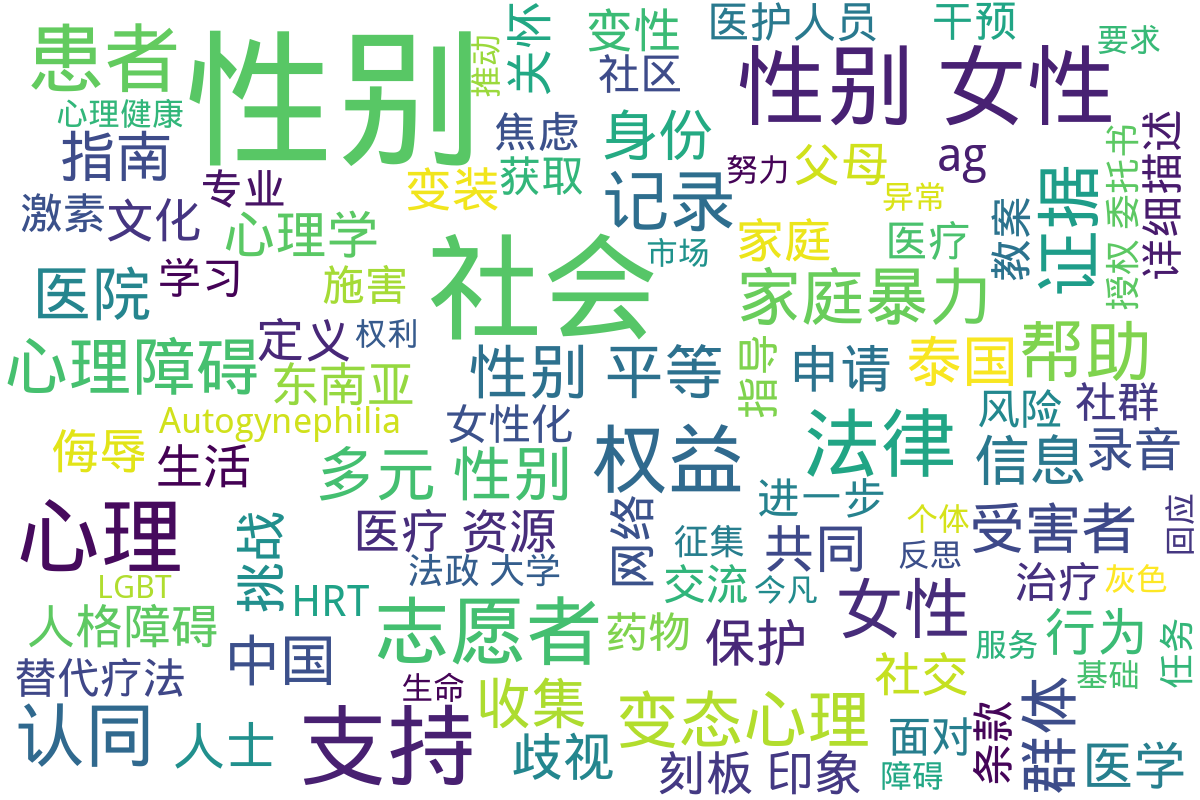 性别
社会
患者
心理健康
指南
推动
关怀
变性
社区
医护人员
干预
要求
性别 女性
焦虑
身份
获取
变装
专业
激素
文化
心理学
记录
努力
父母
ag
异常
教案
证据
委托书
授权
详细描述
市场
家庭
医疗
医院
学习
施害
家庭暴力
定义
权利
心理障碍
东南亚
性别 平等
指导
申请
泰国
帮助
Autogynephilia
女性化
风险
社群
侮辱
生活
多元 性别
权益
法律
信息
录音
心理
挑战
医疗 资源
网络
进一步
征集
共同
个体
反思
受害者
回应
LGBT
HRT
法政 大学
交流
今凡
治疗
灰色
人格障碍
志愿者
药物
保护
女性
服务
行为
任务
中国
替代疗法
生命
收集
社交
基础
认同
人士
支持
歧视
变态心理
刻板 印象
面对
障碍
条款
群体
医学